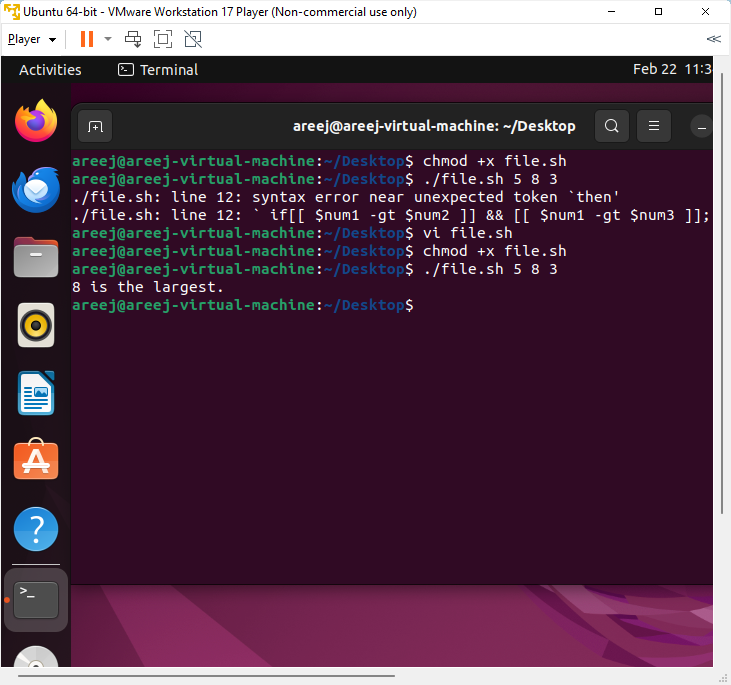 Ubuntu 64-bit - VMware Workstation 17 Player (Non-commercial use only)
Player
Activities
Terminal
Feb 22 11:3
areej@areej-virtual-machine: ~/Desktop
areej@areej-virtual-machine:~/Desktop$ chmod +x file.sh
areej@areej-virtual-machine:~/Desktop$ ./file.sh 5 8 3
./file.sh: line 12: syntax error near unexpected token `then'
./file.sh: line 12: ` if[[ $num1 -gt $num2 ]] && [[ $num1 -gt $num3 ]];
areej@areej-virtual-machine:~/Desktop$ vi file.sh
areej@areej-virtual-machine:~/Desktop$ chmod +x file.sh
areej@areej-virtual-machine:~/Desktop$ ./file.sh 5 8 3
8 is the largest.
areej@areej-virtual-machine:~/Desktop$